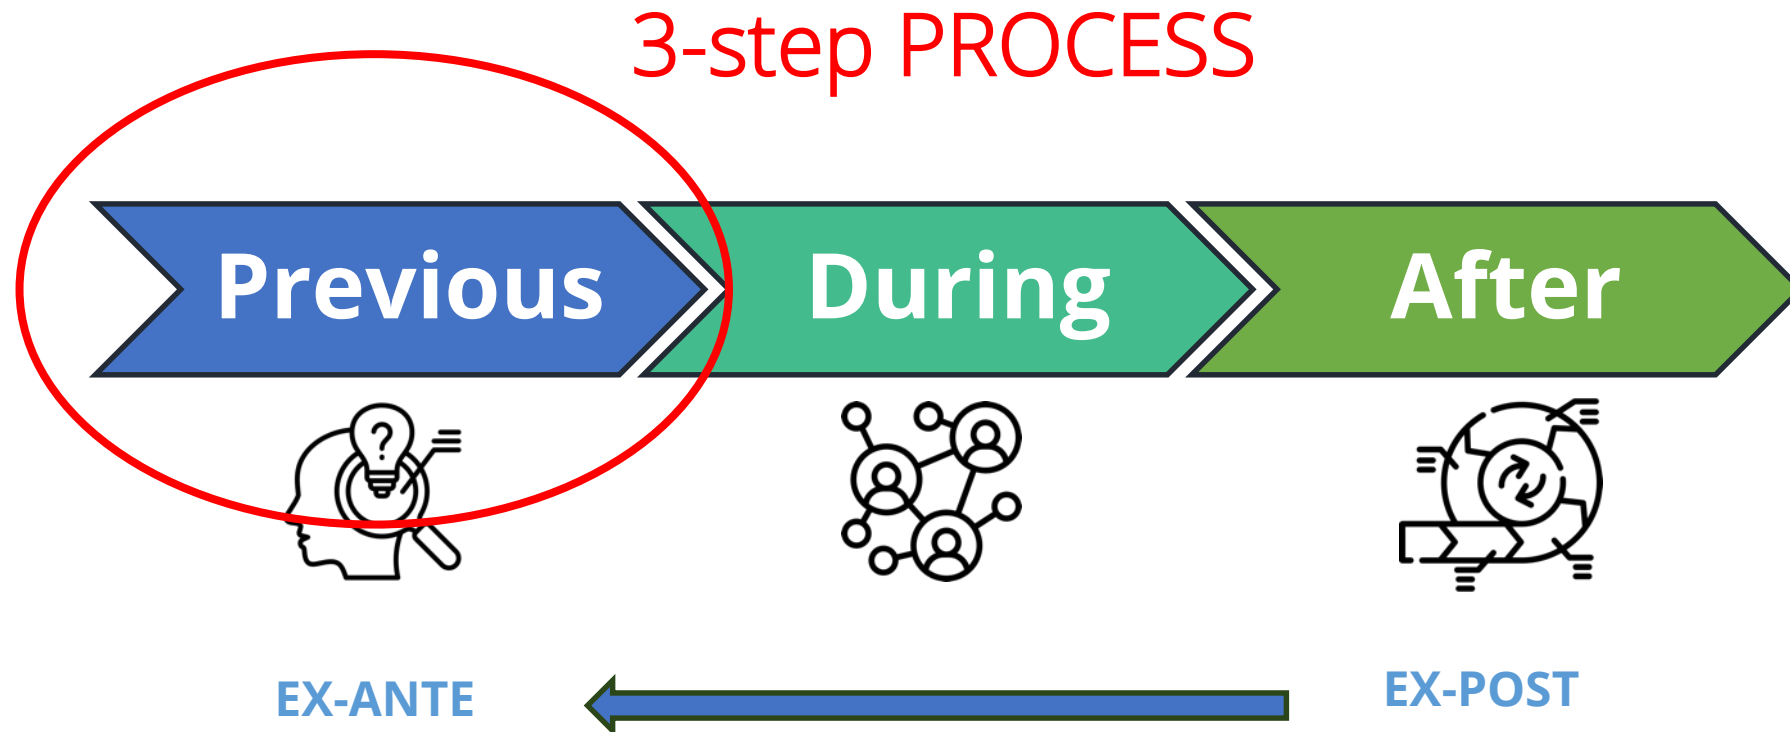 3-step PROCESS
Previous
During
After
?
EX-ANTE
EX-POST